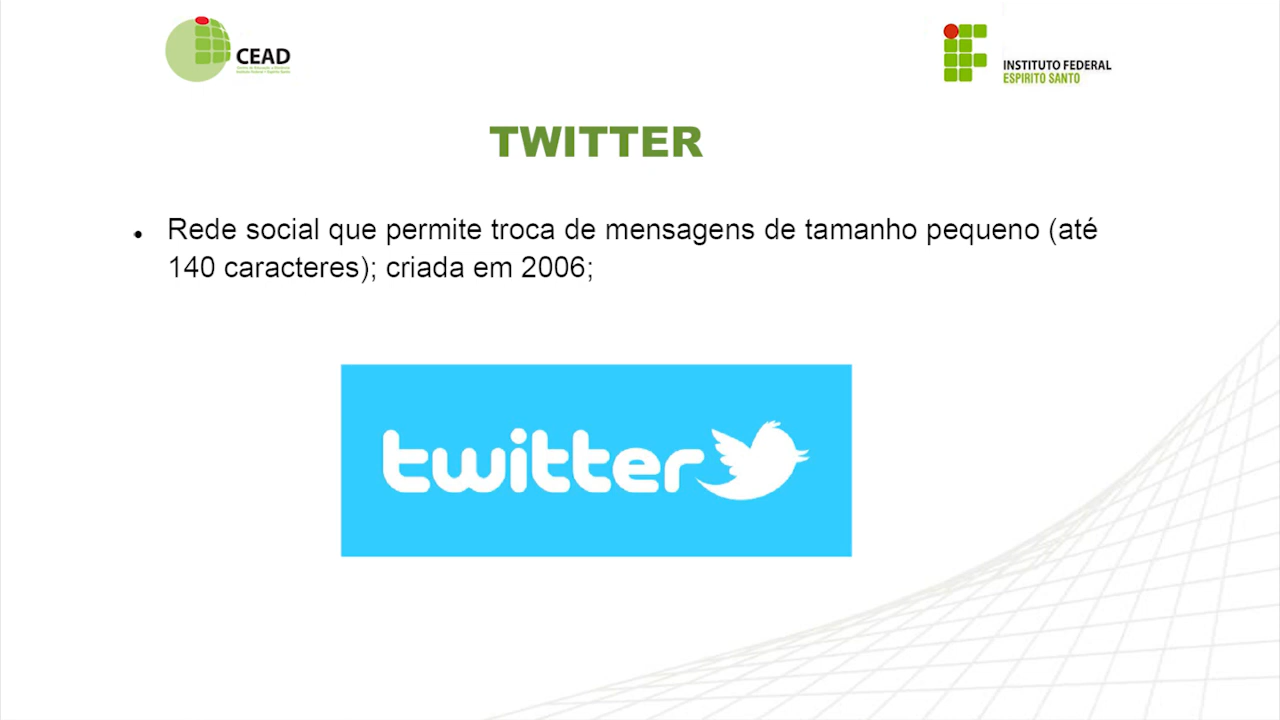 CEAD
INSTITUTO FEDERAL
ESPÍRITO SANTO
TWITTER
• Rede social que permite troca de mensagens de tamanho pequeno (até
140 caracteres); criada em 2006;
twitter